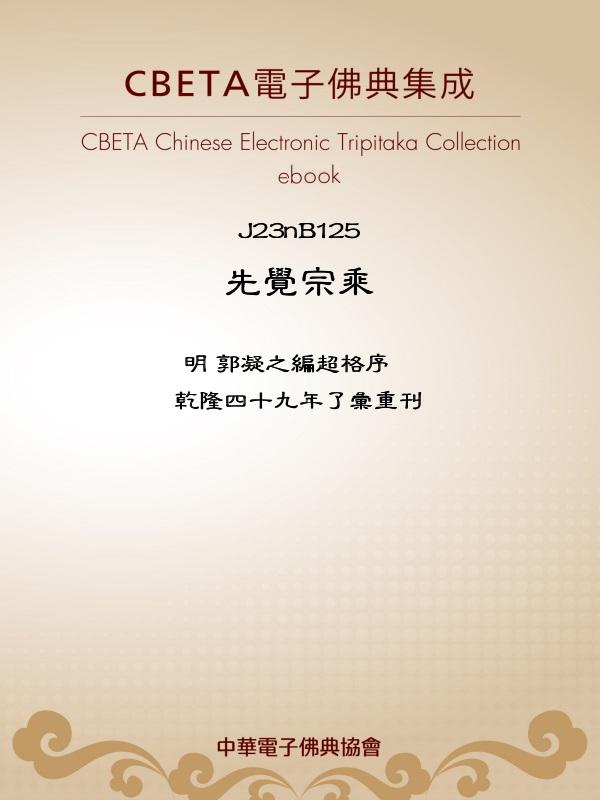 CBETA電子佛典集成
CBETA Chinese Electronic Tripitaka Collection
ebook
J23nB125
先覺宗乘
明 郭凝之編超格序
乾隆四十九年了彙重刊
中華電子佛典協會